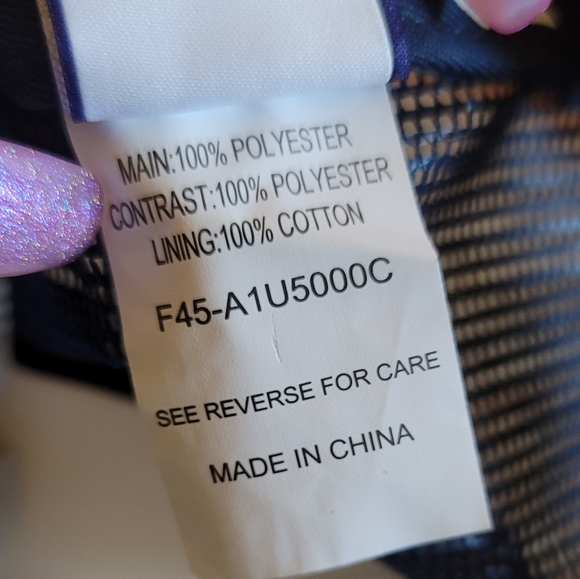 MAIN:100% POLYESTER
CONTRAST:100% POLYESTER
LINING:100% COTTON
F45-A1U5000C
SEE REVERSE FOR CARE
MADE IN CHINA